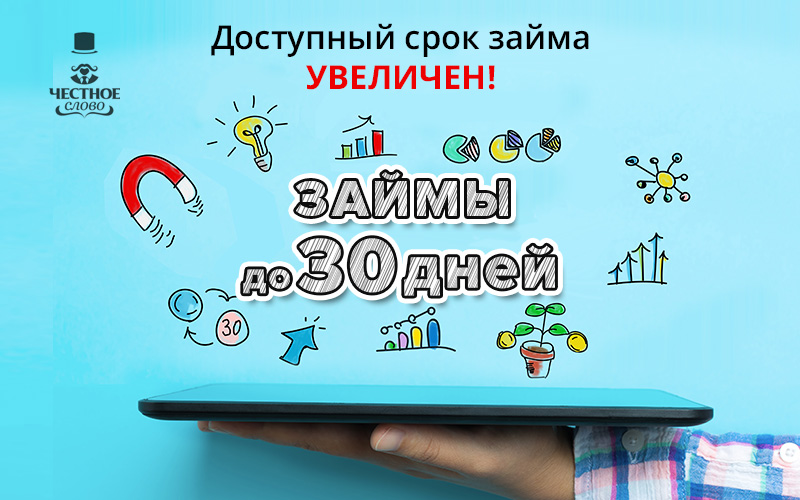 Доступный срок займа
УВЕЛИЧЕН!
ЧЕСТНОЕ
СЛОВО
ЗАЙМЫ
до 30 дней
30